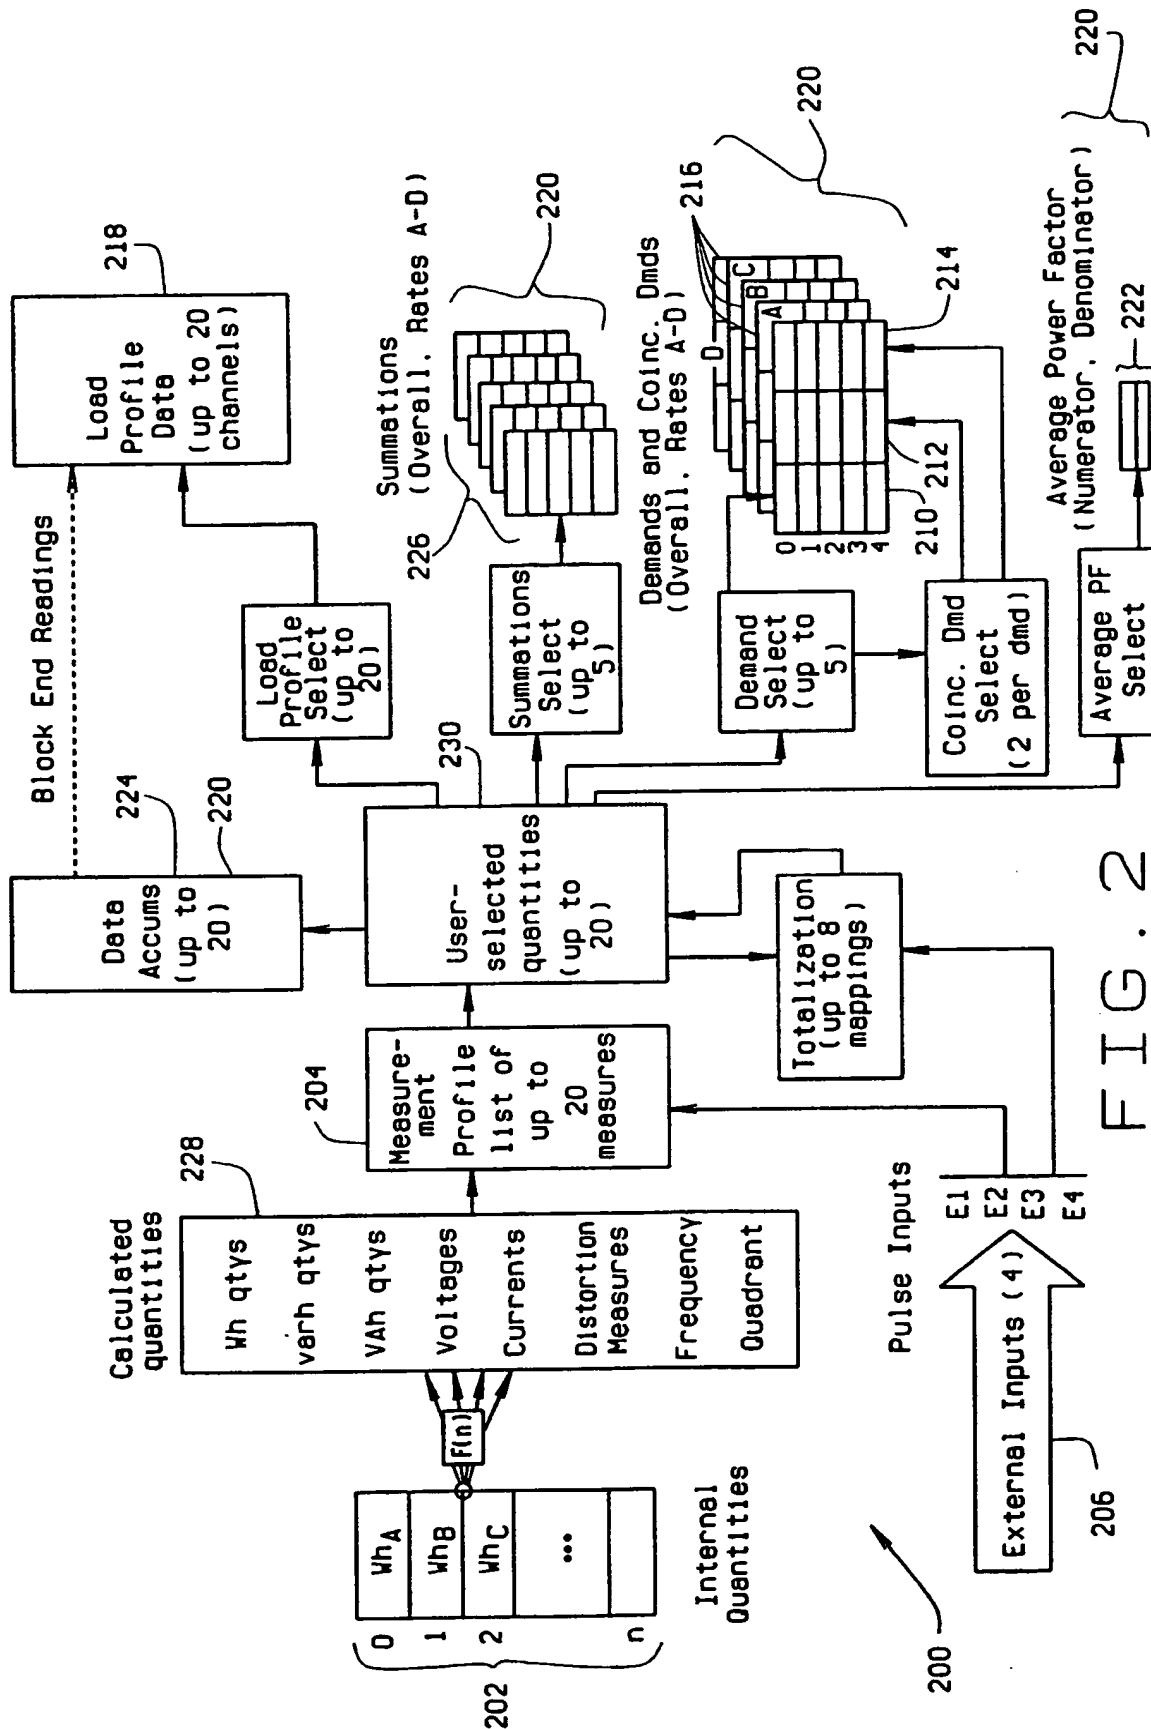 Block End Readings
224
220
Data
Accums
(up to
20)
218
Load
Profile
Data
(up to 20
channels)
Load
Profile
Select
(up to
20)
Calculated
quantities
228
Wh qtys
varh qtys
VAh qtys
Voltages
Currents
Distortion
Measures
Frequency
Quadrant
204
Measure-
ment
Profile
list of
up to
20
measures
230
User-
selected
quantities
(up to
20)
226
Summations
(Overall, Rates A-D)
220
Summations
Select
(up to
5)
202
0
1
2
n
WhA
WhB
WhC
•••
F(n)
Internal
Quantities
Demands and Coinc. Dmds
(Overall, Rates A-D)
216
220
D
C
B
A
0
1
2
3
4
210
212
214
Demand
Select
(up to
5)
Totalization
(up to 8
mappings)
Coinc. Dmd
Select
(2 per dmd)
Pulse Inputs
E1
E2
E3
E4
External Inputs (4)
206
200
Average Power Factor
(Numerator, Denominator)
220
222
Average PF
Select
FIG. 2